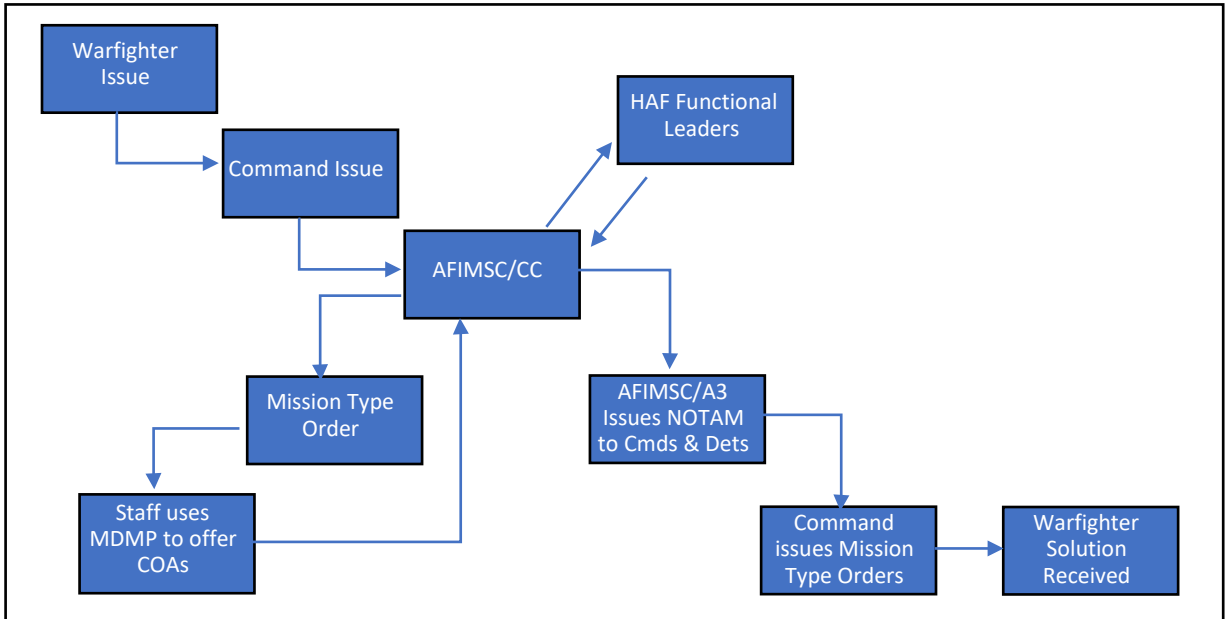 Warfighter
Issue
Command Issue
HAF Functional
Leaders
AFIMSC/CC
Mission Type
Order
Staff uses
MDMP to offer
COAs
AFIMSC/A3
Issues NOTAM
to Cmds & Dets
Command
issues Mission
Type Orders
Warfighter
Solution
Received